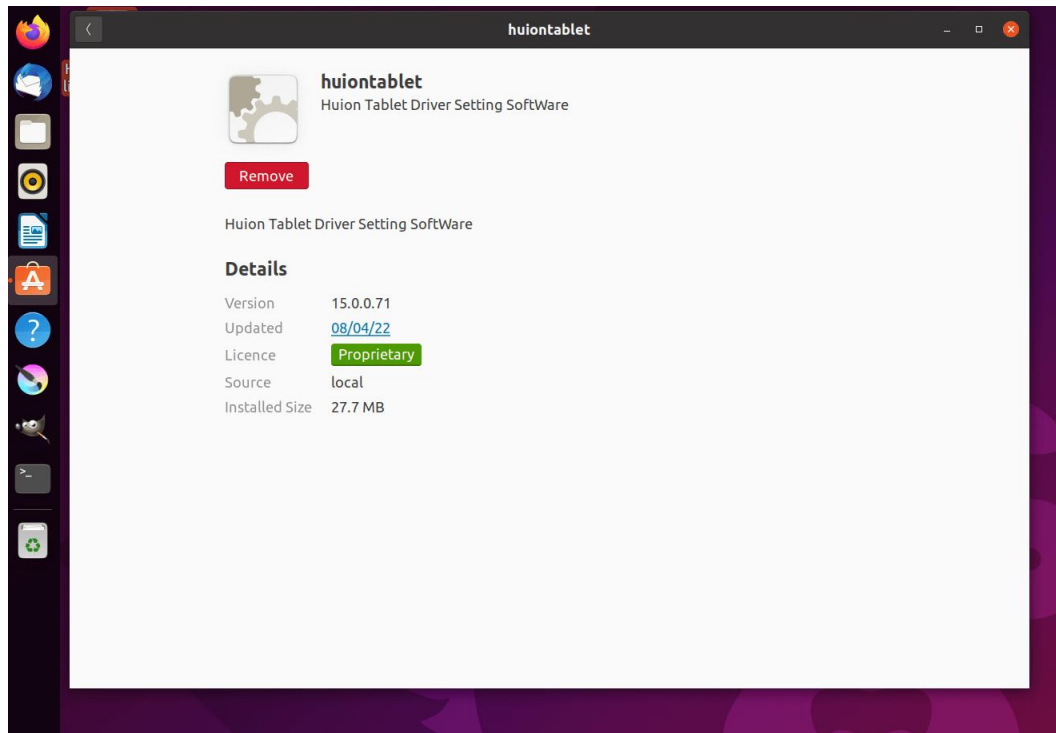 huiontablet
huiontablet
Huion Tablet Driver Setting SoftWare
Remove
Huion Tablet Driver Setting SoftWare
Details
Version 15.0.0.71
Updated 08/04/22
Licence Proprietary
Source local
Installed Size 27.7 MB